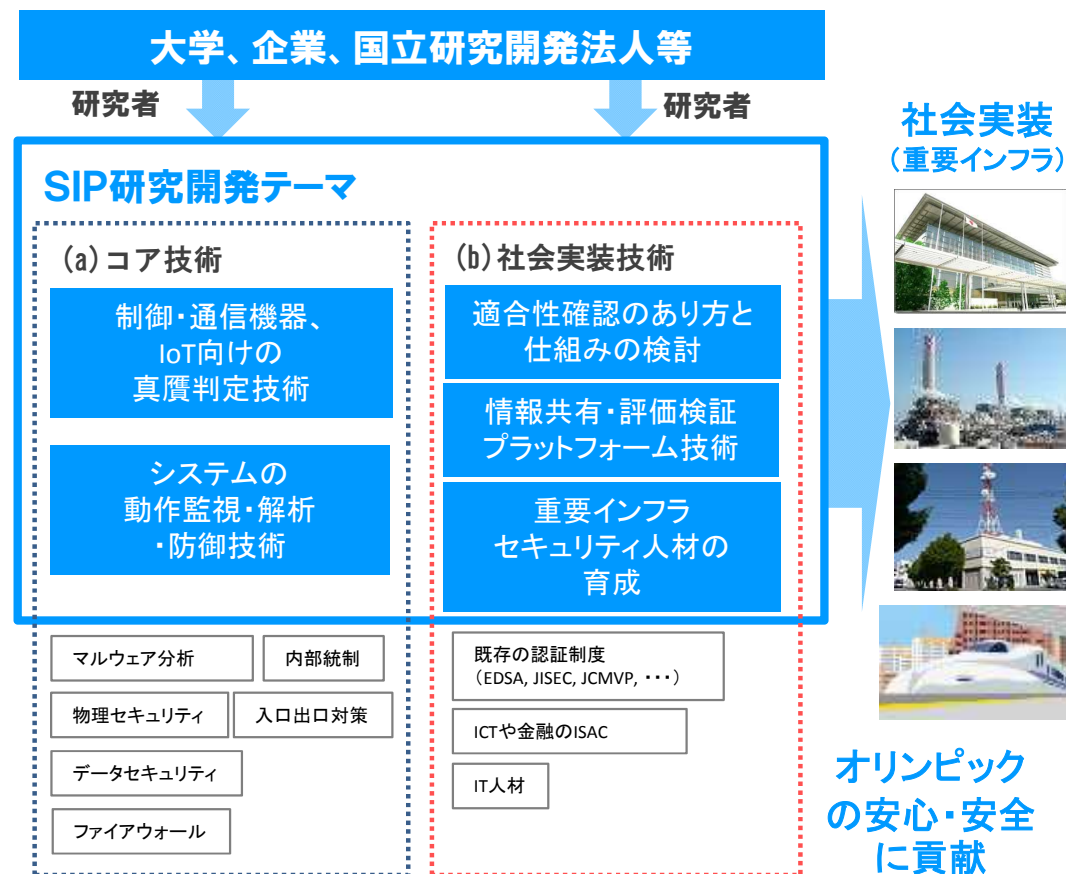 大学、企業、国立研究開発法人等
研究者
研究者
SIP研究開発テーマ
(a)コア技術
制御・通信機器、
IoT向けの
真贋判定技術
システムの
動作監視・解析
・防御技術
(b)社会実装技術
適合性確認のあり方と
仕組みの検討
情報共有・評価検証
プラットフォーム技術
重要インフラ
セキュリティ人材の
育成
マルウェア分析
内部統制
物理セキュリティ
入口出口対策
データセキュリティ
ファイアウォール
既存の認証制度
（EDSA, JISEC, JCMVP, ・・・）
ICTや金融のISAC
IT人材
社会実装
（重要インフラ）
オリンピック
の安心・安全
に貢献